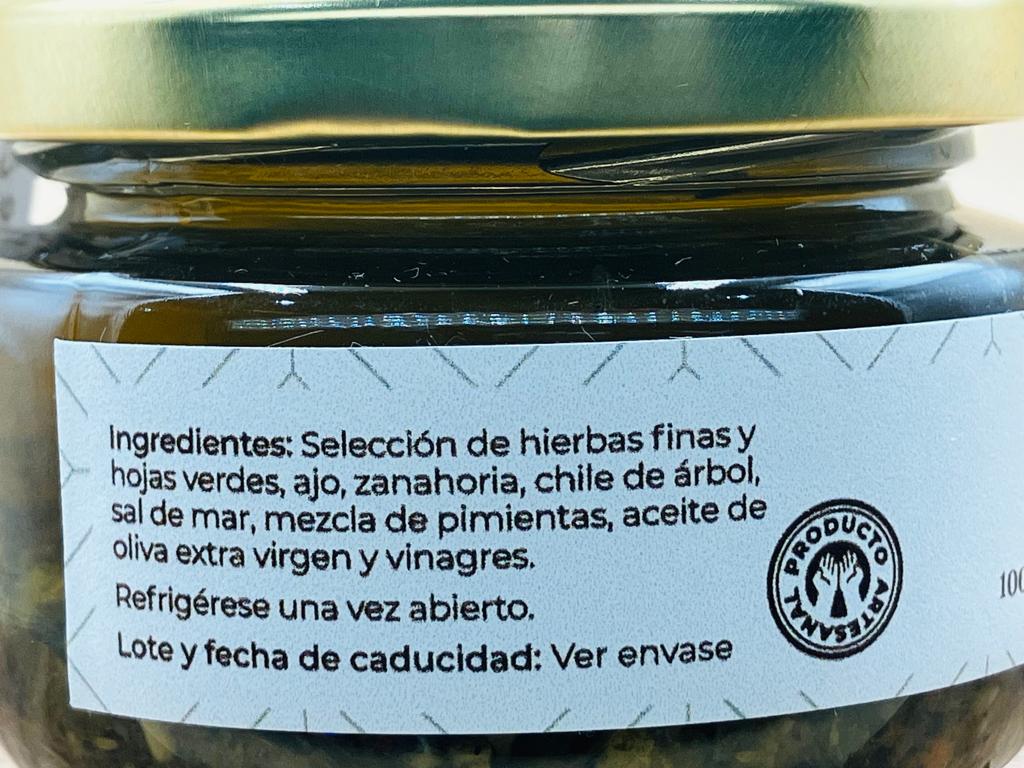 Ingredientes: Selección de hierbas finas y
hojas verdes, ajo, zanahoria, chile de árbol,
sal de mar, mezcla de pimientas, aceite de
oliva extra virgen y vinagres.
Refrigérese una vez abierto.
Lote y fecha de caducidad: Ver envase
PRODUCTO ARTESANAL